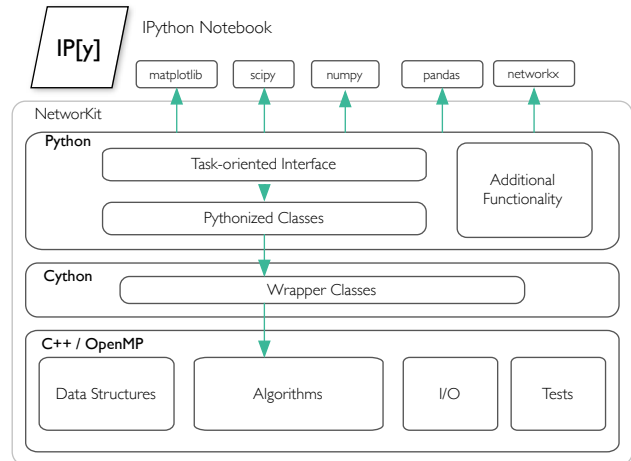 IP[y]
IPython Notebook
matplotlib
scipy
numpy
pandas
networkx
NetworKit
Python
Task-oriented Interface
Pythonized Classes
Additional
Functionality
Cython
Wrapper Classes
C++ / OpenMP
Data Structures
Algorithms
I/O
Tests